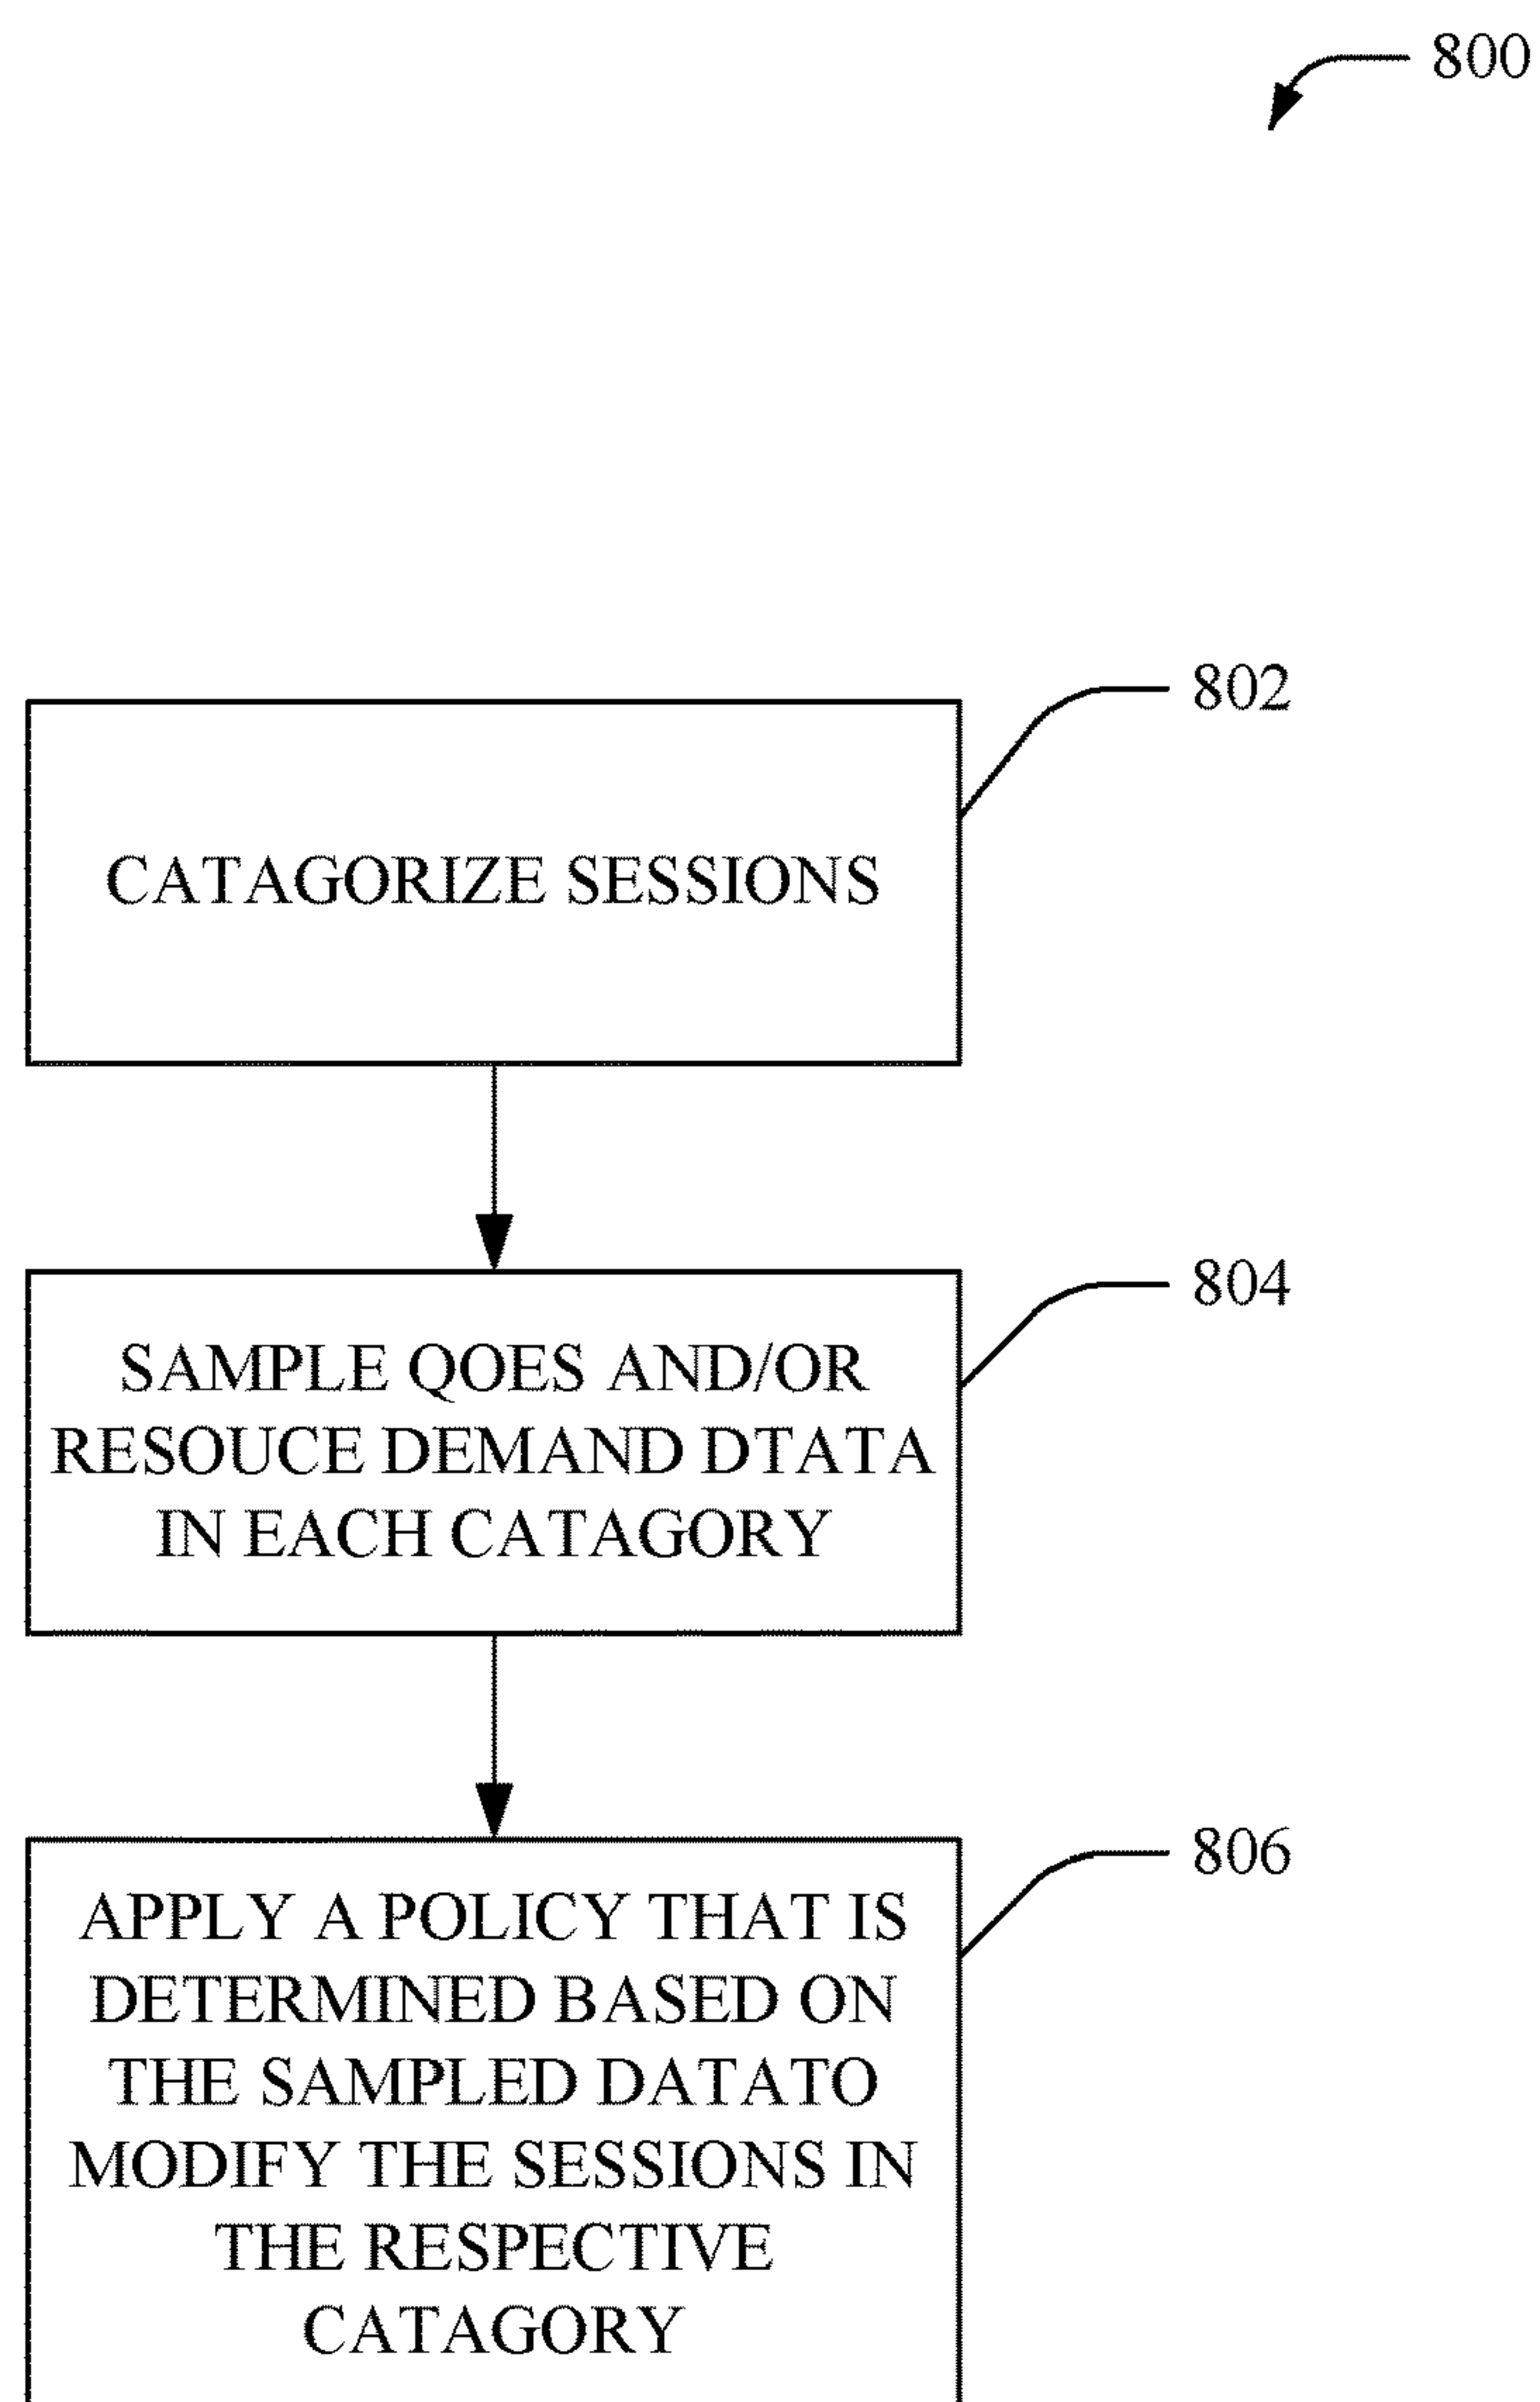 800
802
CATAGORIZE SESSIONS
804
SAMPLE QOES AND/OR
RESOUCE DEMAND DTATA
IN EACH CATAGORY
806
APPLY A POLICY THAT IS
DETERMINED BASED ON
THE SAMPLED DATATO
MODIFY THE SESSIONS IN
THE RESPECTIVE
CATAGORY